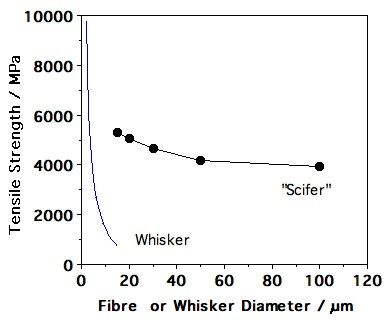 10000
8000
6000
4000
2000
0
Tensile Strength / MPa
"Scifer"
Whisker
0 20 40 60 80 100 120
Fibre or Whisker Diameter / µm